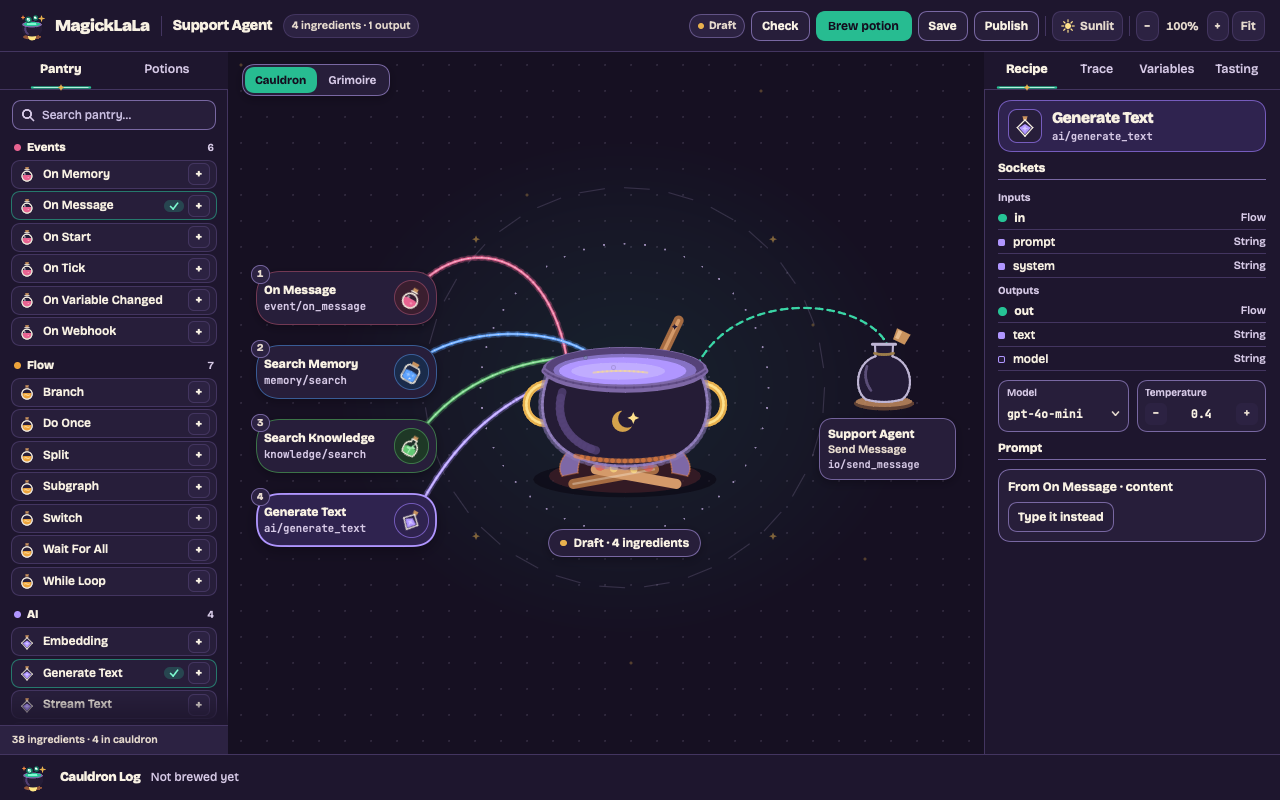 MagickLaLa
Support Agent
4 ingredients · 1 output
Draft
Check
Brew potion
Save
Publish
Sunlit
−
100%
+
Fit
Pantry
Potions
Search pantry...
Events
6
On Memory
+
On Message
+
On Start
+
On Tick
+
On Variable Changed
+
On Webhook
+
Flow
7
Branch
+
Do Once
+
Split
+
Subgraph
+
Switch
+
Wait For All
+
While Loop
+
AI
4
Embedding
+
Generate Text
+
Stream Text
+
38 ingredients · 4 in cauldron
Cauldron
Grimoire
1
On Message
event/on_message
2
Search Memory
memory/search
3
Search Knowledge
knowledge/search
4
Generate Text
ai/generate_text
Draft · 4 ingredients
Support Agent
Send Message
io/send_message
Recipe
Trace
Variables
Tasting
Generate Text
ai/generate_text
Sockets
Inputs
in
Flow
prompt
String
system
String
Outputs
out
Flow
text
String
model
String
Model
gpt-4o-mini
Temperature
−
0.4
+
Prompt
From On Message · content
Type it instead
Cauldron Log
Not brewed yet